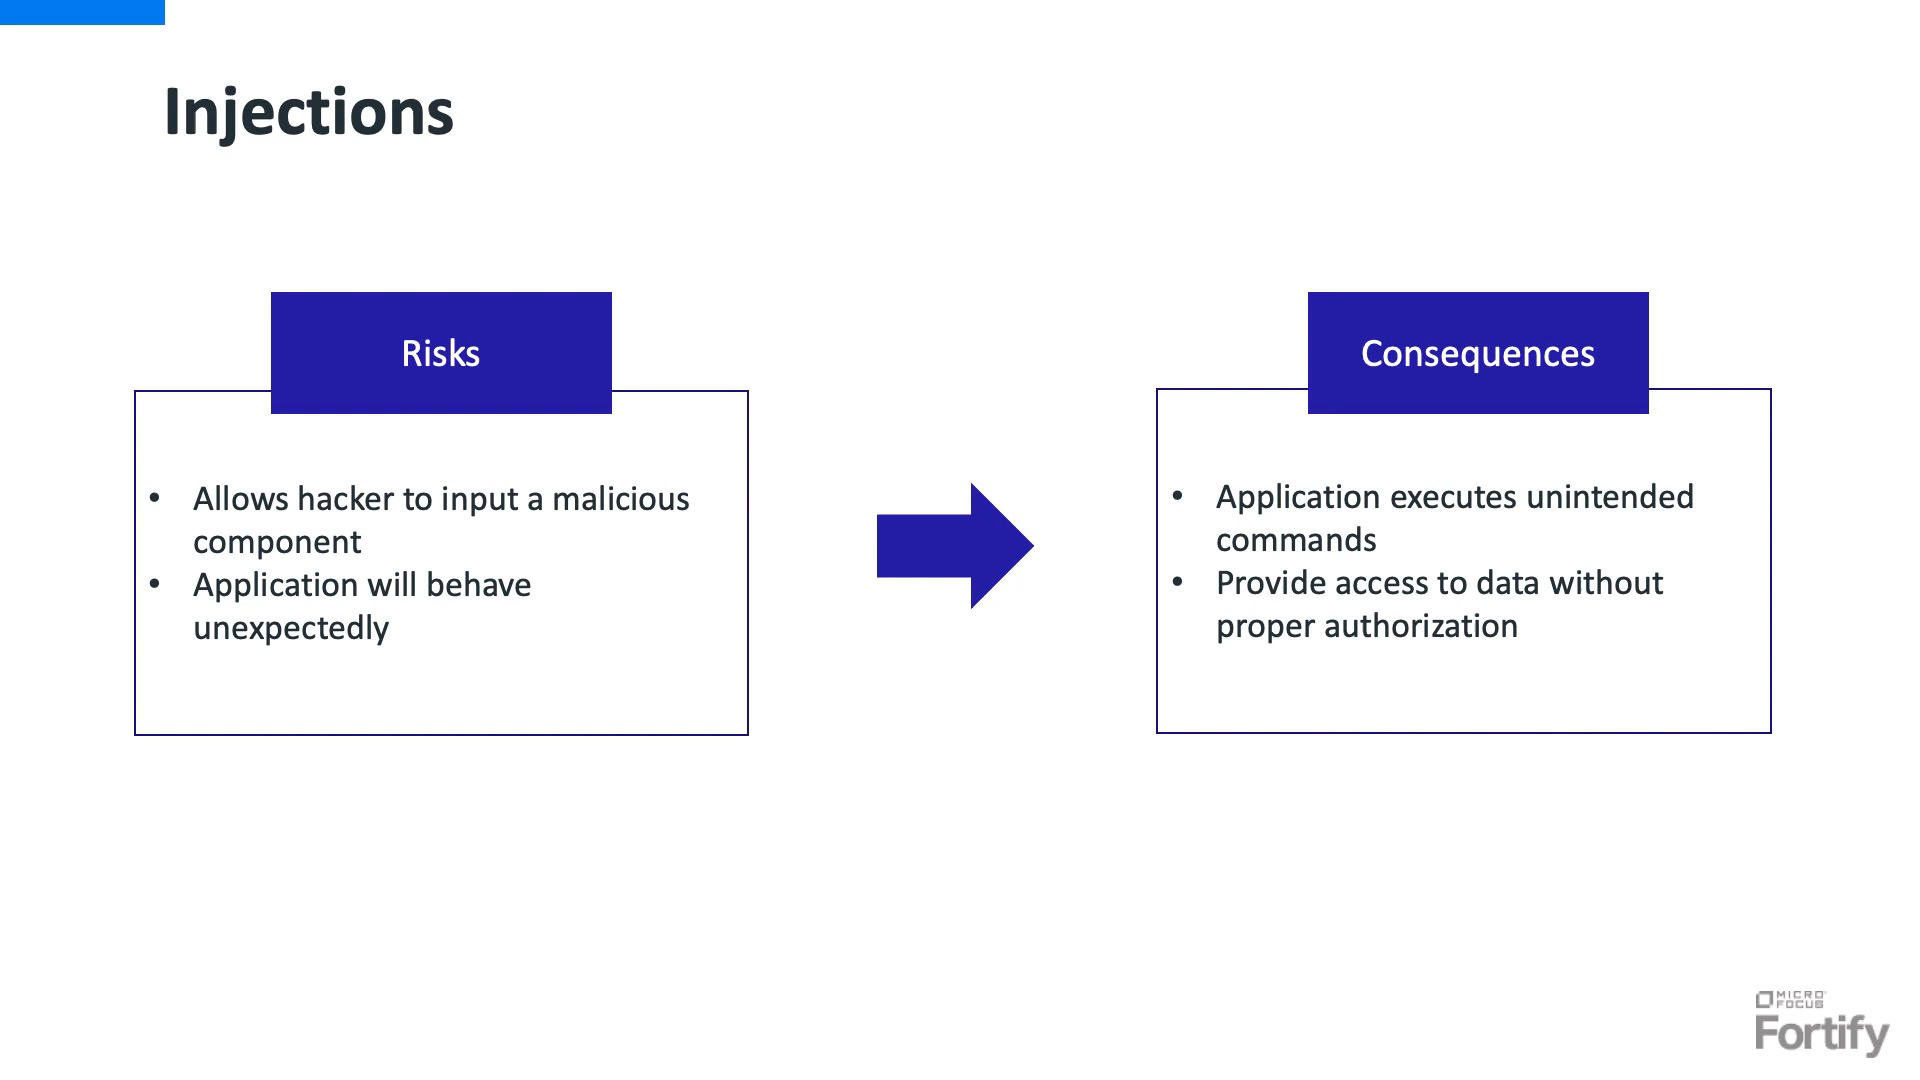 Injections
Risks
• Allows hacker to input a malicious
component
• Application will behave
unexpectedly
Consequences
• Application executes unintended
commands
• Provide access to data without
proper authorization
MICRO
FOCUS
Fortify